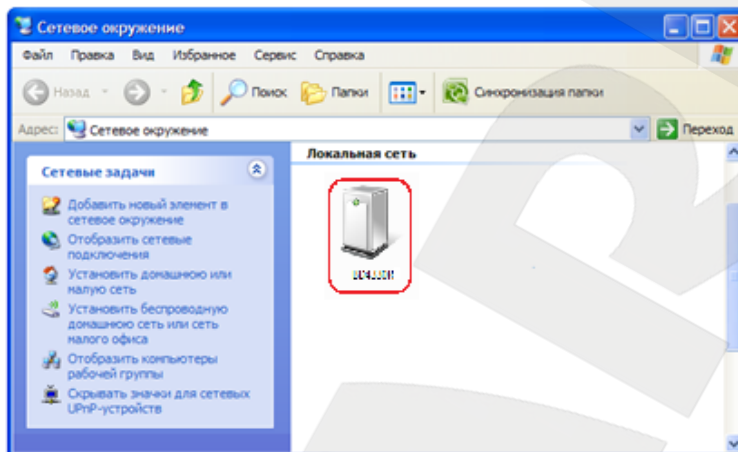 Сетевое окружение
Файл Правка Вид Избранное Сервис Справка
Назад Поиск Папки Синхронизация папки
Адрес: Сетевое окружение Переход
Локальная сеть
Сетевые задачи
Добавить новый элемент в
сетевое окружение
Отобразить сетевые
подключения
Установить домашнюю или
малую сеть
Установить беспроводную
домашнюю сеть или сеть
малого офиса
Отобразить компьютеры
рабочей группы
Скрывать значки для сетевых
UPnP-устройств